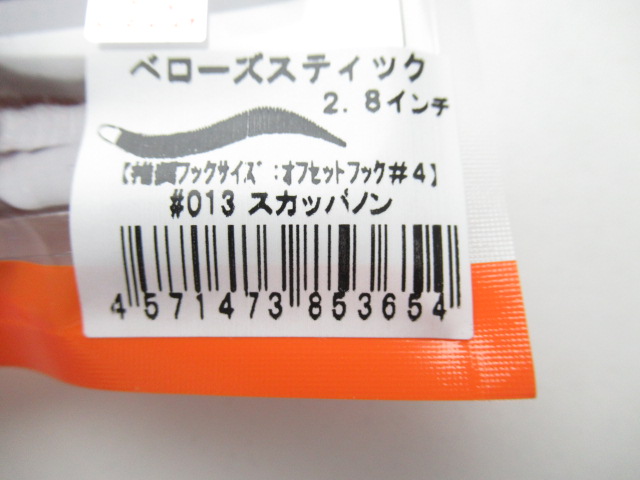 ベローズスティック
2.8インチ
【推奨フックサイズ:オフセットフック#4】
#013 スカッパノン
4 571473 853654